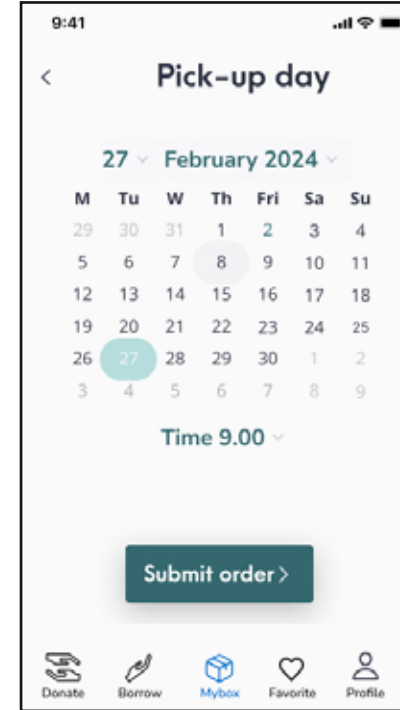 9:41
Pick-up day
27 February 2024
M Tu W Th Fri Sa Su
29 30 31 1 2 3 4
5 6 7 8 9 10 11
12 13 14 15 16 17 18
19 20 21 22 23 24 25
26 27 28 29 30 1 2
3 4 5 6 7 8 9
Time 9.00
Submit order
Donate Borrow Mybox Favorite Profile